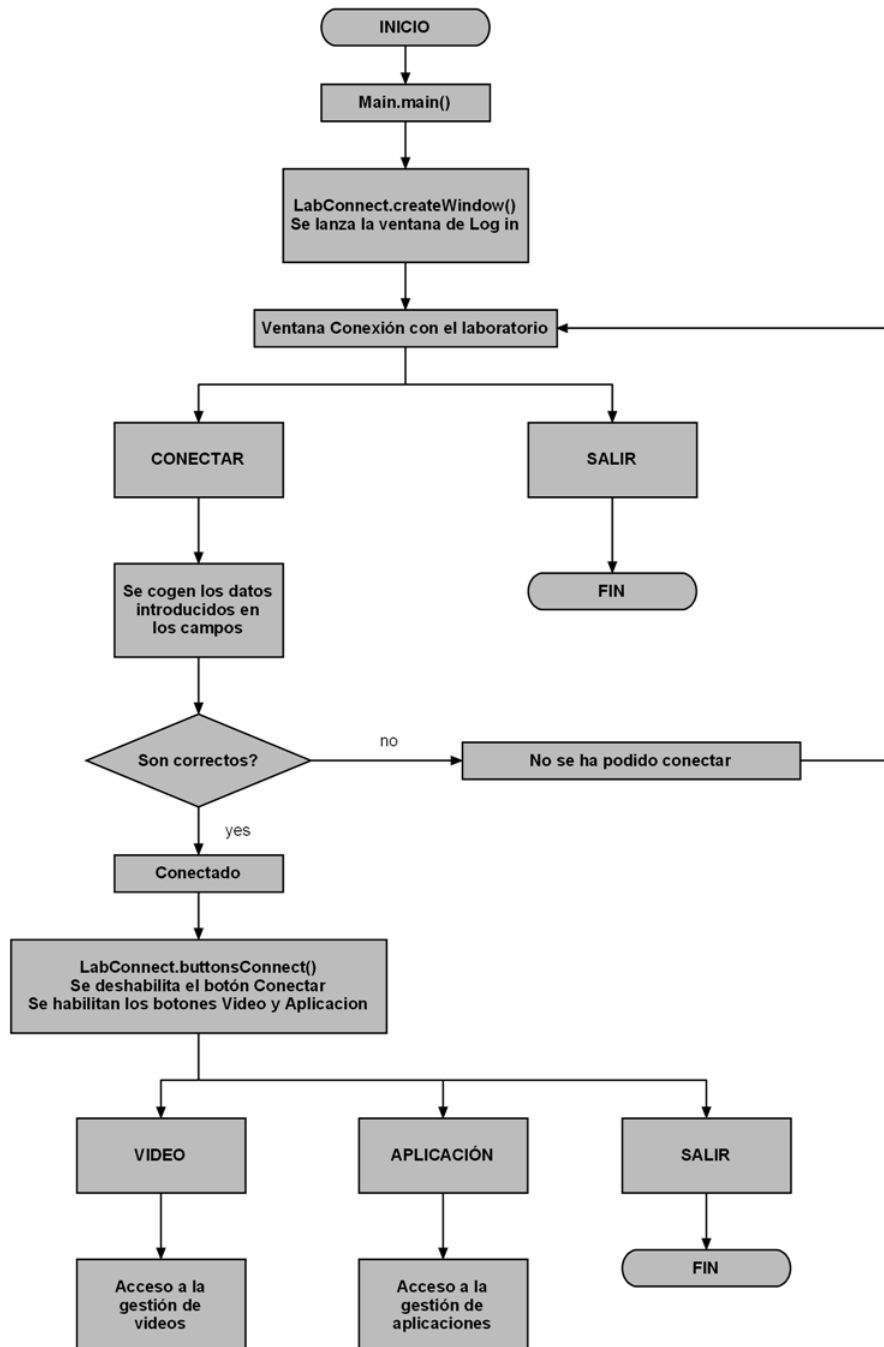 INICIO
Main.main()
LabConnect.createWindow()
Se lanza la ventana de Log in
Ventana Conexión con el laboratorio
CONECTAR
SALIR
Se cogen los datos
introducidos en
los campos
FIN
Son correctos?
no
No se ha podido conectar
yes
Conectado
LabConnect.buttonsConnect()
Se deshabilita el botón Conectar
Se habilitan los botones Video y Aplicacion
VIDEO
APLICACIÓN
SALIR
Acceso a la
gestión de
videos
Acceso a la
gestión de
aplicaciones
FIN